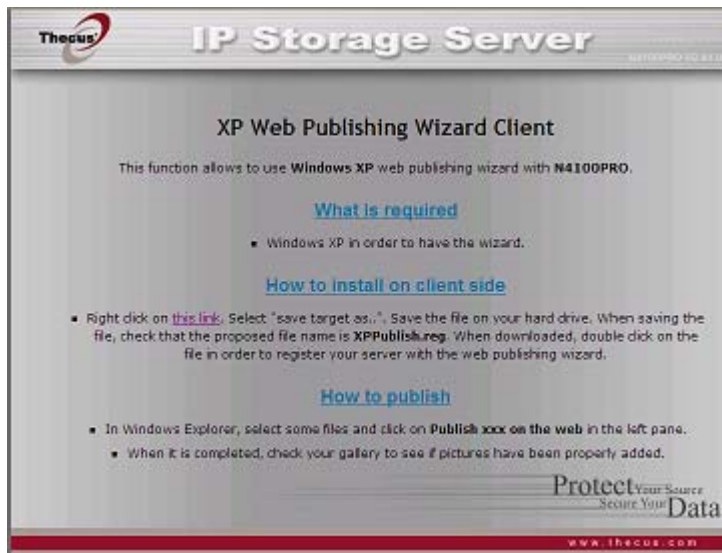 Thecus
IP Storage Server
XP Web Publishing Wizard Client
This function allows to use Windows XP web publishing wizard with N4100PRO.
What is required
▪ Windows XP in order to have the wizard.
How to install on client side
▪ Right click on this link. Select "save target as..". Save the file on your hard drive. When saving the
file, check that the proposed file name is XPPublish.reg. When downloaded, double click on the
file in order to register your server with the web publishing wizard.
How to publish
▪ In Windows Explorer, select some files and click on Publish xxx on the web in the left pane.
▪ When it is completed, check your gallery to see if pictures have been properly added.
Protect Your Source
Secure Your Data
www.thecus.com